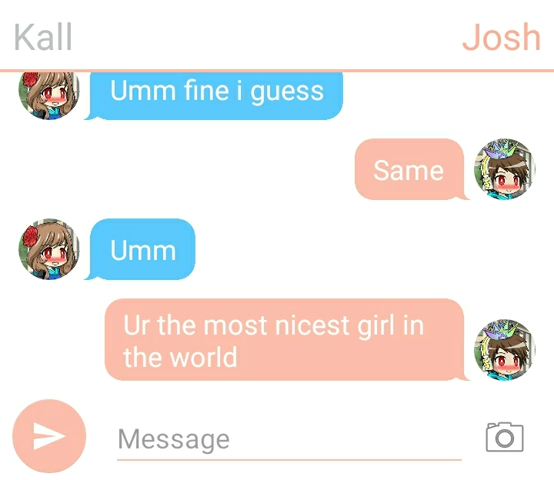 Kall
Josh
Umm fine i guess
Same
Umm
Ur the most nicest girl in
the world
Message